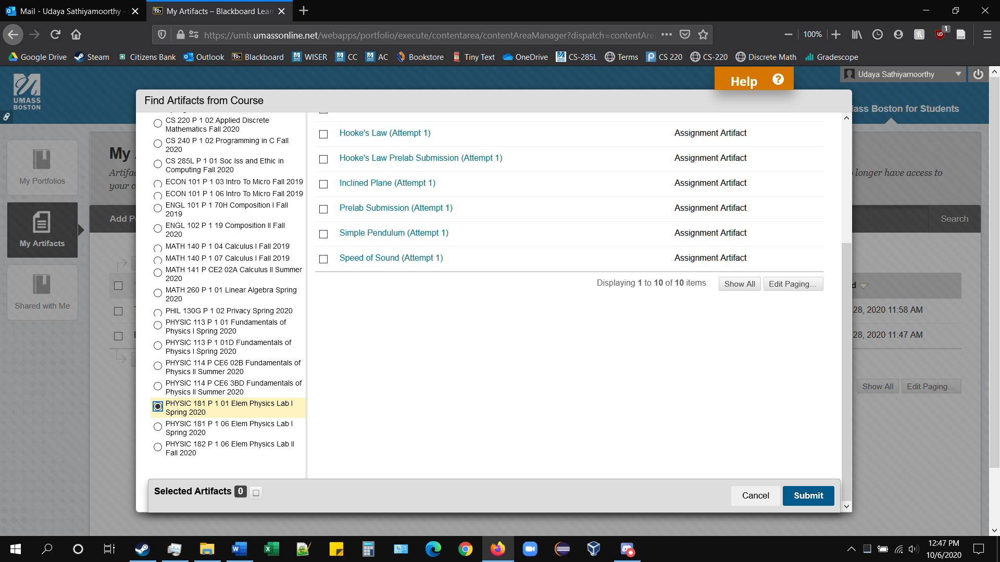 Mail - Udaya Sathiyamoorthy -
My Artifacts – Blackboard Lear
https://umb.umassonline.net/webapps/portfolio/execute/contentarea/contentAreaManager?dispatch=contentAre
100%
1
Google Drive
Steam
Citizens Bank
Outlook
Bb Blackboard
WISER
CC
AC
Bookstore
Tiny Text
OneDrive
CS-285L
Terms
CS 220
CS-220
Discrete Math
Gradescope
UMASS
BOSTON
Help ?
Udaya Sathiyamoorthy
ass Boston for Students
Find Artifacts from Course
My Portfolios
My Artifacts
Shared with Me
My
Artifac
your c
longer have access to
Add P
Search
CS 220 P 1 02 Applied Discrete
Mathematics Fall 2020
CS 240 P 1 02 Programming in C Fall
2020
CS 285L P 1 01 Soc Iss and Ethic in
Computing Fall 2020
ECON 101 P 1 03 Intro To Micro Fall 2019
ECON 101 P 1 06 Intro To Micro Fall 2019
ENGL 101 P 1 70H Composition I Fall
2019
ENGL 102 P 1 19 Composition II Fall
2020
MATH 140 P 1 04 Calculus I Fall 2019
MATH 140 P 1 07 Calculus I Fall 2019
MATH 141 P CE2 02A Calculus II Summer
2020
MATH 260 P 1 01 Linear Algebra Spring
2020
PHIL 130G P 1 02 Privacy Spring 2020
PHYSIC 113 P 1 01 Fundamentals of
Physics I Spring 2020
PHYSIC 113 P 1 01D Fundamentals of
Physics I Spring 2020
PHYSIC 114 P CE6 02B Fundamentals of
Physics II Summer 2020
PHYSIC 114 P CE6 3BD Fundamentals of
Physics II Summer 2020
PHYSIC 181 P 1 01 Elem Physics Lab I
Spring 2020
PHYSIC 181 P 1 06 Elem Physics Lab I
Spring 2020
PHYSIC 182 P 1 06 Elem Physics Lab II
Fall 2020
Hooke's Law (Attempt 1) Assignment Artifact
Hooke's Law Prelab Submission (Attempt 1) Assignment Artifact
Inclined Plane (Attempt 1) Assignment Artifact
Prelab Submission (Attempt 1) Assignment Artifact
Simple Pendulum (Attempt 1) Assignment Artifact
Speed of Sound (Attempt 1) Assignment Artifact
Displaying 1 to 10 of 10 items Show All Edit Paging...
d
28, 2020 11:58 AM
28, 2020 11:47 AM
Show All Edit Paging...
Selected Artifacts 0
Cancel Submit
12:47 PM
10/6/2020